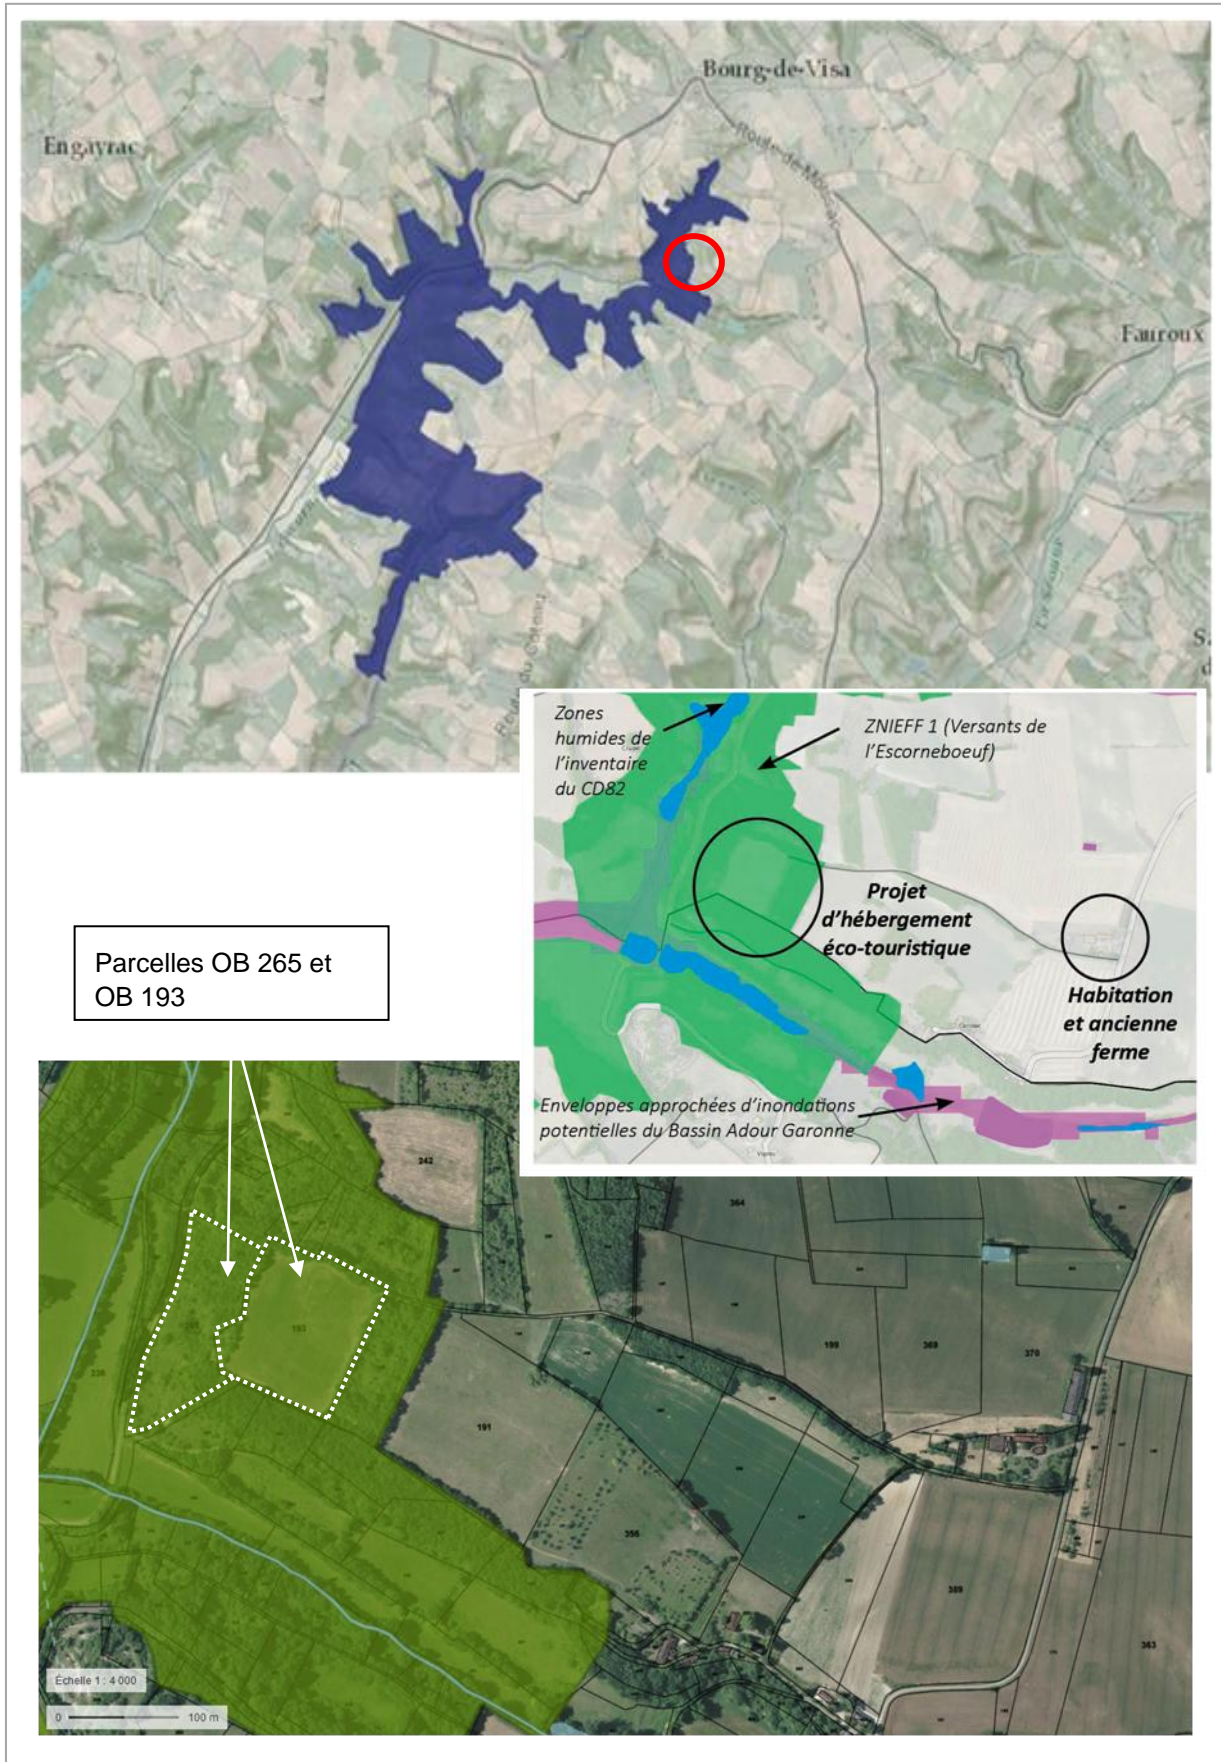 Bourg-de-Visa
Engayrac
Route-de-Moissac
Fauroux
Zones
humides de
l'inventaire
du CD82
ZNIEFF 1 (Versants de
l'Escorneboeuf)
Projet
d'hébergement
éco-touristique
Habitation
et ancienne
ferme
Enveloppes approchées d'inondations
potentielles du Bassin Adour Garonne
Parcelles OB 265 et
OB 193
242
364
193
199
369
370
191
356
389
363
Échelle 1 : 4 000
0
100 m